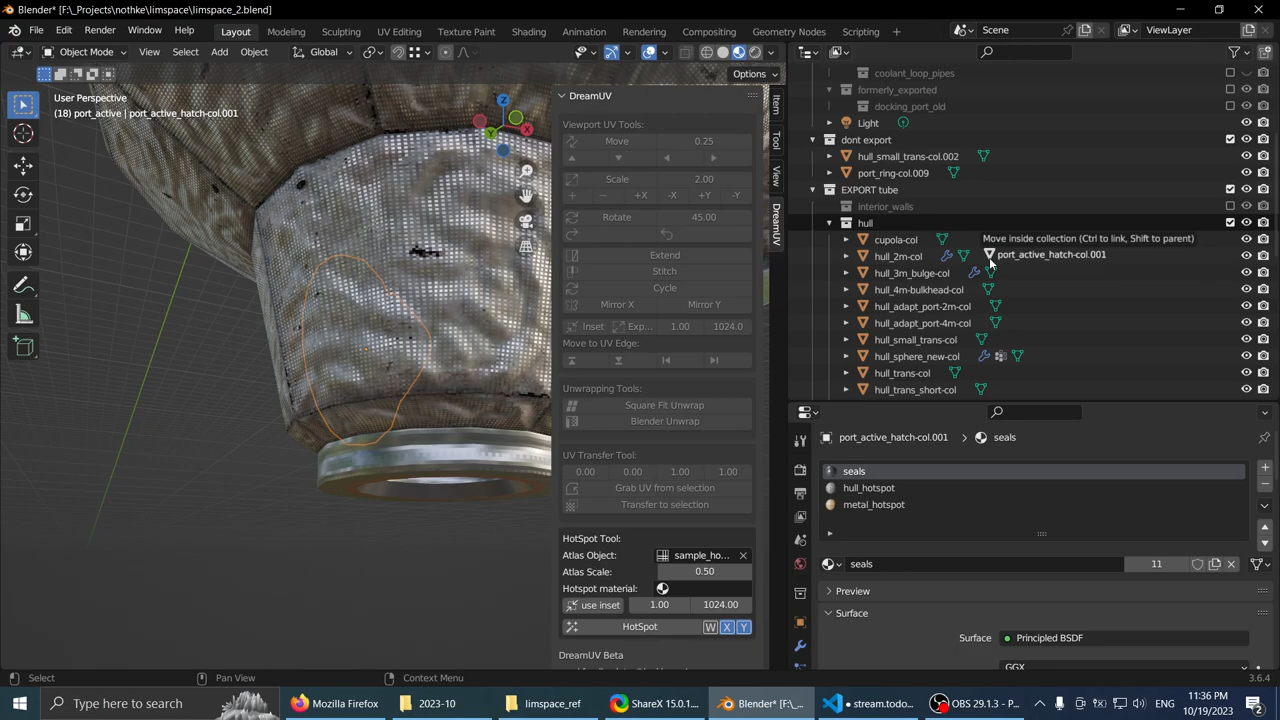 Blender* [F:\_Projects\nothke\limspace\limspace_2.blend]
File Edit Render Window Help Layout Modeling Sculpting UV Editing Texture Paint Shading Animation Rendering Compositing Geometry Nodes Scripting + Scene ViewLayer
Object Mode View Select Add Object Global
Options
User Perspective
(18) port_active | port_active_hatch-col.001
Z
X
Y
DreamUV
Viewport UV Tools:
Move 0.25
Scale 2.00
+ − +X -X +Y -Y
Rotate 45.00
Extend
Stitch
Cycle
Mirror X Mirror Y
Inset Exp... 1.00 1024.0
Move to UV Edge:
Unwrapping Tools:
Square Fit Unwrap
Blender Unwrap
UV Transfer Tool:
0.00 0.00 1.00 1.00
Grab UV from selection
Transfer to selection
HotSpot Tool:
Atlas Object: sample_ho...
Atlas Scale: 0.50
Hotspot material:
use inset 1.00 1024.00
HotSpot W X Y
DreamUV Beta
Item
Tool
View
DreamUV
coolant_loop_pipes
formerly_exported
docking_port_old
Light
dont export
hull_small_trans-col.002
port_ring-col.009
EXPORT tube
interior_walls
hull
cupola-col
Move inside collection (Ctrl to link, Shift to parent)
hull_2m-col
port_active_hatch-col.001
hull_3m_bulge-col
hull_4m-bulkhead-col
hull_adapt_port-2m-col
hull_adapt_port-4m-col
hull_small_trans-col
hull_sphere_new-col
hull_trans-col
hull_trans_short-col
port_active_hatch-col.001 > seals
seals
hull_hotspot
metal_hotspot
seals 11
Preview
Surface
Surface Principled BSDF
GGX
Select Pan View Context Menu 3.6.4
Type here to search Mozilla Firefox 2023-10 limspace_ref ShareX 15.0.1... Blender* [F:\_... stream.todo... OBS 29.1.3 - P... ENG
11:36 PM
10/19/2023